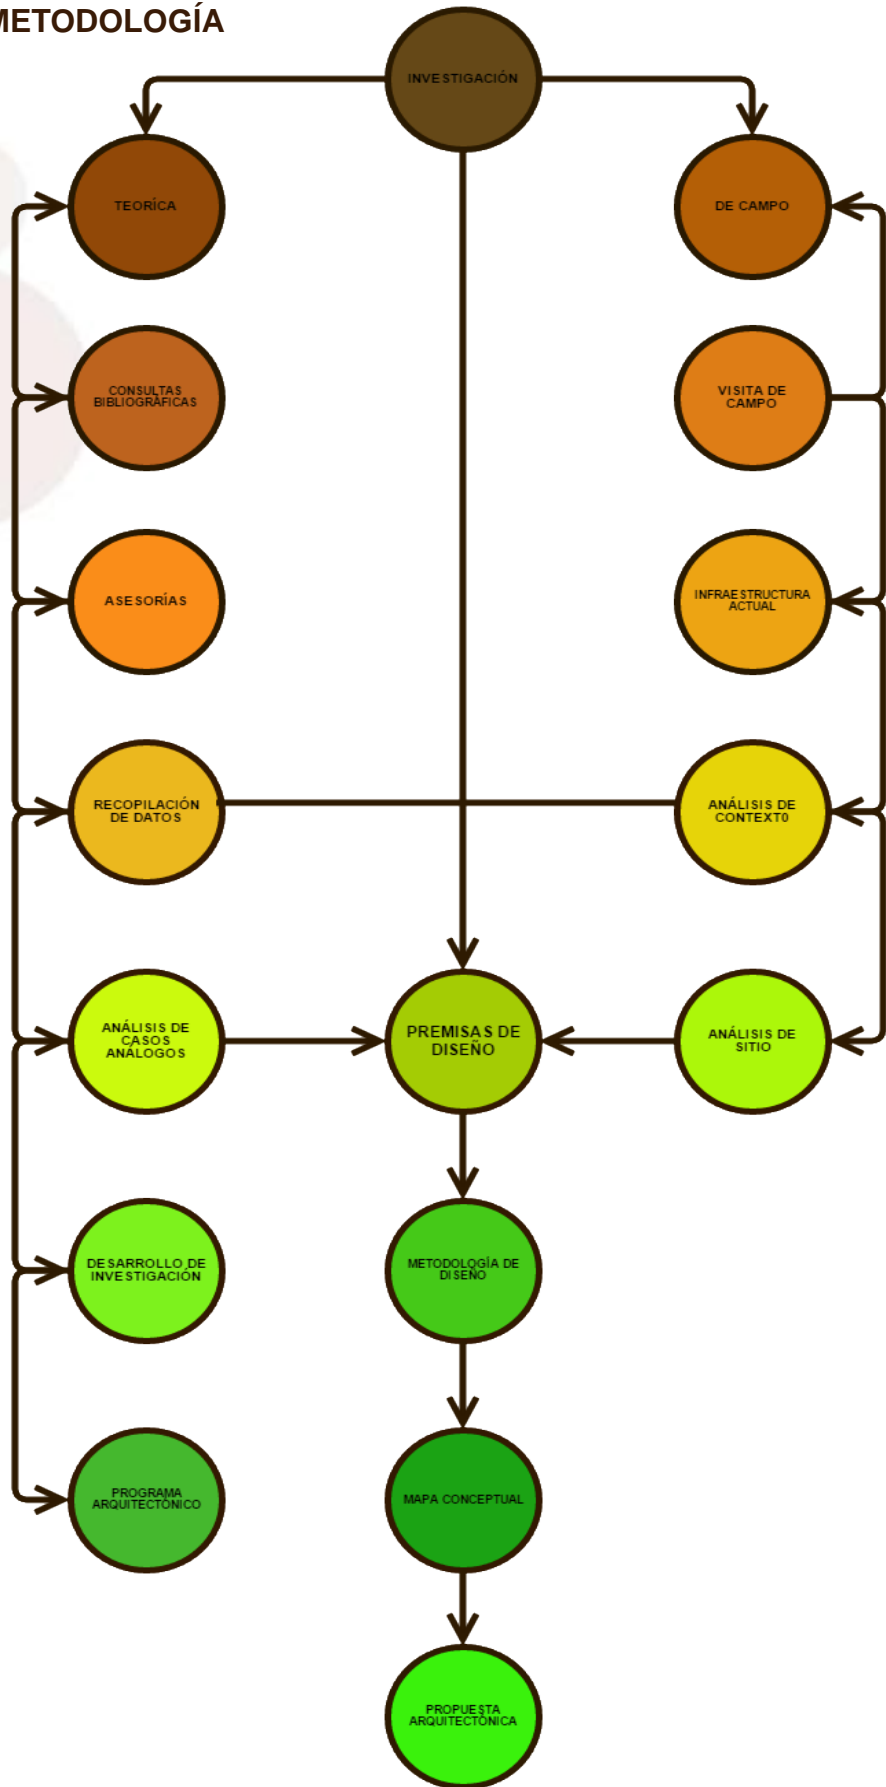 METODOLOGÍA
INVESTIGACIÓN
TEORÍCA
DE CAMPO
CONSULTAS
BIBLIOGRÁFICAS
VISITA DE
CAMPO
ASESORÍAS
INFRAESTRUCTURA
ACTUAL
RECOPILACIÓN
DE DATOS
ANÁLISIS DE
CONTEXT0
ANÁLISIS DE
CASOS
ANÁLOGOS
PREMISAS DE
DISEÑO
ANÁLISIS DE
SITIO
DESARROLLO DE
INVESTIGACIÓN
METODOLOGÍA DE
DISEÑO
PROGRAMA
ARQUITECTÓNICO
MAPA CONCEPTUAL
PROPUESTA
ARQUITECTÓNICA